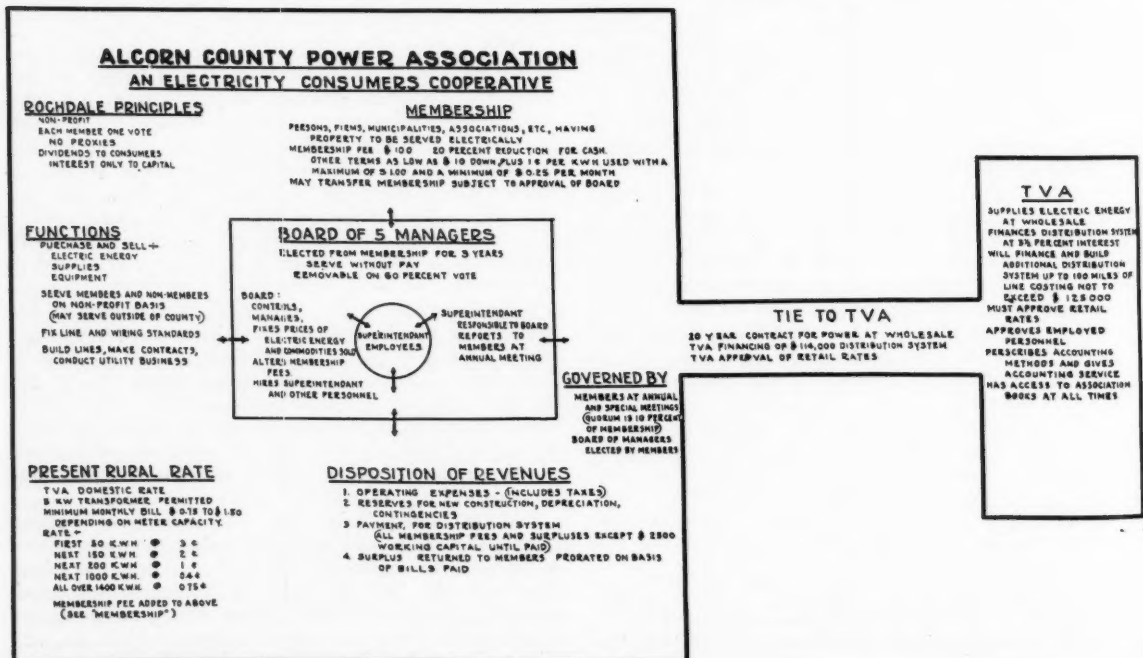 ALCORN COUNTY POWER ASSOCIATION
AN ELECTRICITY CONSUMERS COOPERATIVE
ROCHDALE PRINCIPLES
NON-PROFIT
EACH MEMBER ONE VOTE
NO PROXIES
DIVIDENDS TO CONSUMERS
INTEREST ONLY TO CAPITAL
MEMBERSHIP
PERSONS, FIRMS, MUNICIPALITIES, ASSOCIATIONS, ETC, HAVING
PROPERTY TO BE SERVED ELECTRICALLY
MEMBERSHIP FEE $ 100 20 PERCENT REDUCTION FOR CASH.
OTHER TERMS AS LOW AS $ 10 DOWN, PLUS 1¢ PER KWH USED WITH A
MAXIMUM OF $ 1.00 AND A MINIMUM OF $ 0.25 PER MONTH
MAY TRANSFER MEMBERSHIP SUBJECT TO APPROVAL OF BOARD
FUNCTIONS
PURCHASE AND SELL
ELECTRIC ENERGY
SUPPLIES
EQUIPMENT
SERVE MEMBERS AND NON-MEMBERS
ON NON-PROFIT BASIS
(MAY SERVE OUTSIDE OF COUNTY)
FIX LINE AND WIRING STANDARDS
BUILD LINES, MAKE CONTRACTS,
CONDUCT UTILITY BUSINESS
BOARD OF 5 MANAGERS
ELECTED FROM MEMBERSHIP FOR 3 YEARS
SERVE WITHOUT PAY
REMOVABLE ON 60 PERCENT VOTE
BOARD:
CONTROLS,
MANAGES,
FIXES PRICES OF
ELECTRIC ENERGY
AND COMMODITIES SOLD
ALTERS MEMBERSHIP
FEES.
HIRES SUPERINTENDANT
AND OTHER PERSONNEL
SUPERINTENDANT
EMPLOYEES
SUPERINTENDANT
RESPONSIBLE TO BOARD
REPORTS TO
MEMBERS AT
ANNUAL MEETING
GOVERNED BY
MEMBERS AT ANNUAL
AND SPECIAL MEETINGS
(QUORUM IS 10 PERCENT
OF MEMBERSHIP)
BOARD OF MANAGERS
ELECTED BY MEMBERS
TIE TO TVA
20 YEAR CONTRACT FOR POWER AT WHOLESALE
TVA FINANCING OF $ 114,000 DISTRIBUTION SYSTEM
TVA APPROVAL OF RETAIL RATES
TVA
SUPPLIES ELECTRIC ENERGY
AT WHOLESALE
FINANCES DISTRIBUTION SYSTEM
AT 3½ PERCENT INTEREST
WILL FINANCE AND BUILD
ADDITIONAL DISTRIBUTION
SYSTEM UP TO 100 MILES OF
LINE COSTING NOT TO
EXCEED $ 125000
MUST APPROVE RETAIL
RATES
APPROVES EMPLOYED
PERSONNEL
PERSCRIBES ACCOUNTING
METHODS AND GIVES
ACCOUNTING SERVICE
HAS ACCESS TO ASSOCIATION
BOOKS AT ALL TIMES
PRESENT RURAL RATE
TVA DOMESTIC RATE
5 KW TRANSFORMER PERMITTED
MINIMUM MONTHLY BILL $ 0.75 TO $ 1.50
DEPENDING ON METER CAPACITY.
RATE
FIRST 50 K.W.H. 3 ¢
NEXT 150 K.W.H. 2 ¢
NEXT 200 K.W.H. 1 ¢
NEXT 1000 K.W.H. 0.4 ¢
ALL OVER 1400 K.W.H. 0.75 ¢
MEMBERSHIP FEE ADDED TO ABOVE
(SEE "MEMBERSHIP")
DISPOSITION OF REVENUES
1. OPERATING EXPENSES - (INCLUDES TAXES)
2. RESERVES FOR NEW CONSTRUCTION, DEPRECIATION,
CONTINGENCIES
3 PAYMENT, FOR DISTRIBUTION SYSTEM
(ALL MEMBERSHIP FEES AND SURPLUSES EXCEPT $ 2500
WORKING CAPITAL UNTIL PAID)
4. SURPLUS RETURNED TO MEMBERS PRORATED ON BASIS
OF BILLS PAID